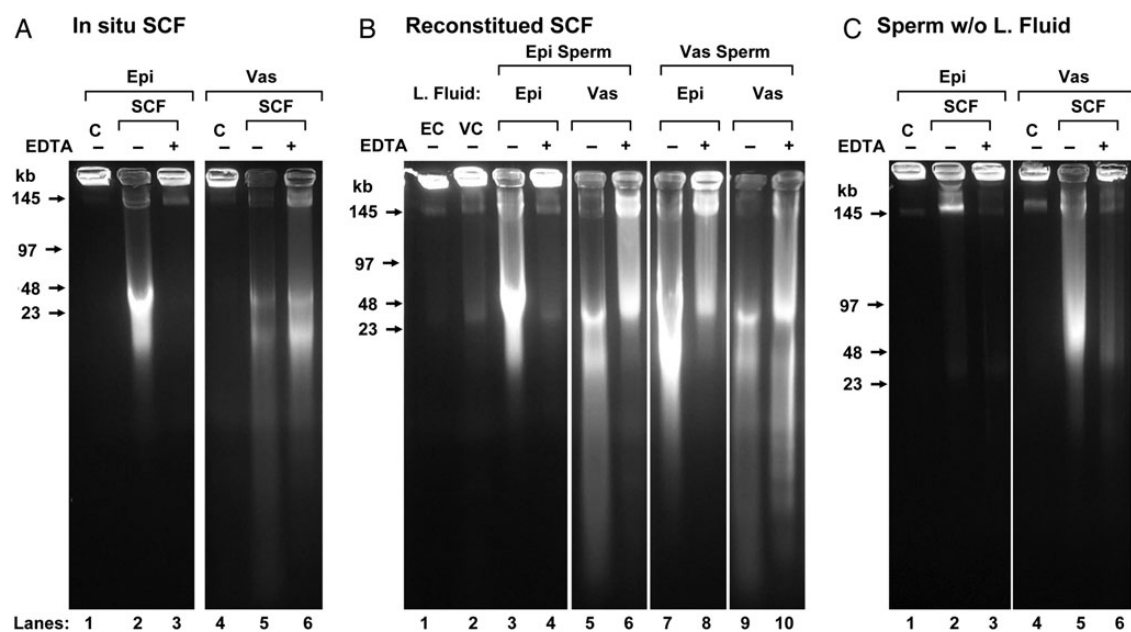 A In situ SCF
Epi Vas
SCF SCF
C C
EDTA – – + – – +
kb
145
97
48
23
Lanes: 1 2 3 4 5 6
B Reconstitued SCF
Epi Sperm Vas Sperm
L. Fluid: Epi Vas Epi Vas
EC VC
EDTA – – – + – + – + – +
kb
145
97
48
23
1 2 3 4 5 6 7 8 9 10
C Sperm w/o L. Fluid
Epi Vas
SCF SCF
C C
– – + – – +
kb
145
97
48
23
1 2 3 4 5 6